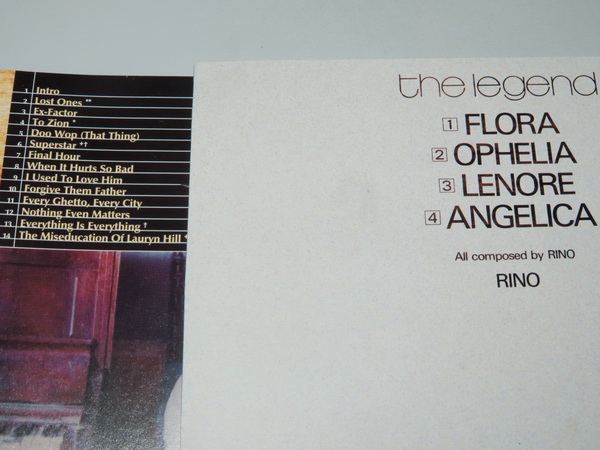 1 Intro
2 Lost Ones **
3 Ex-Factor
4 To Zion *
5 Doo Wop (That Thing)
6 Superstar *†
7 Final Hour
8 When It Hurts So Bad
9 I Used To Love Him
10 Forgive Them Father
11 Every Ghetto, Every City
12 Nothing Even Matters
13 Everything Is Everything †
14 The Miseducation Of Lauryn Hill *
the legend
1 FLORA
2 OPHELIA
3 LENORE
4 ANGELICA
All composed by RINO
RINO